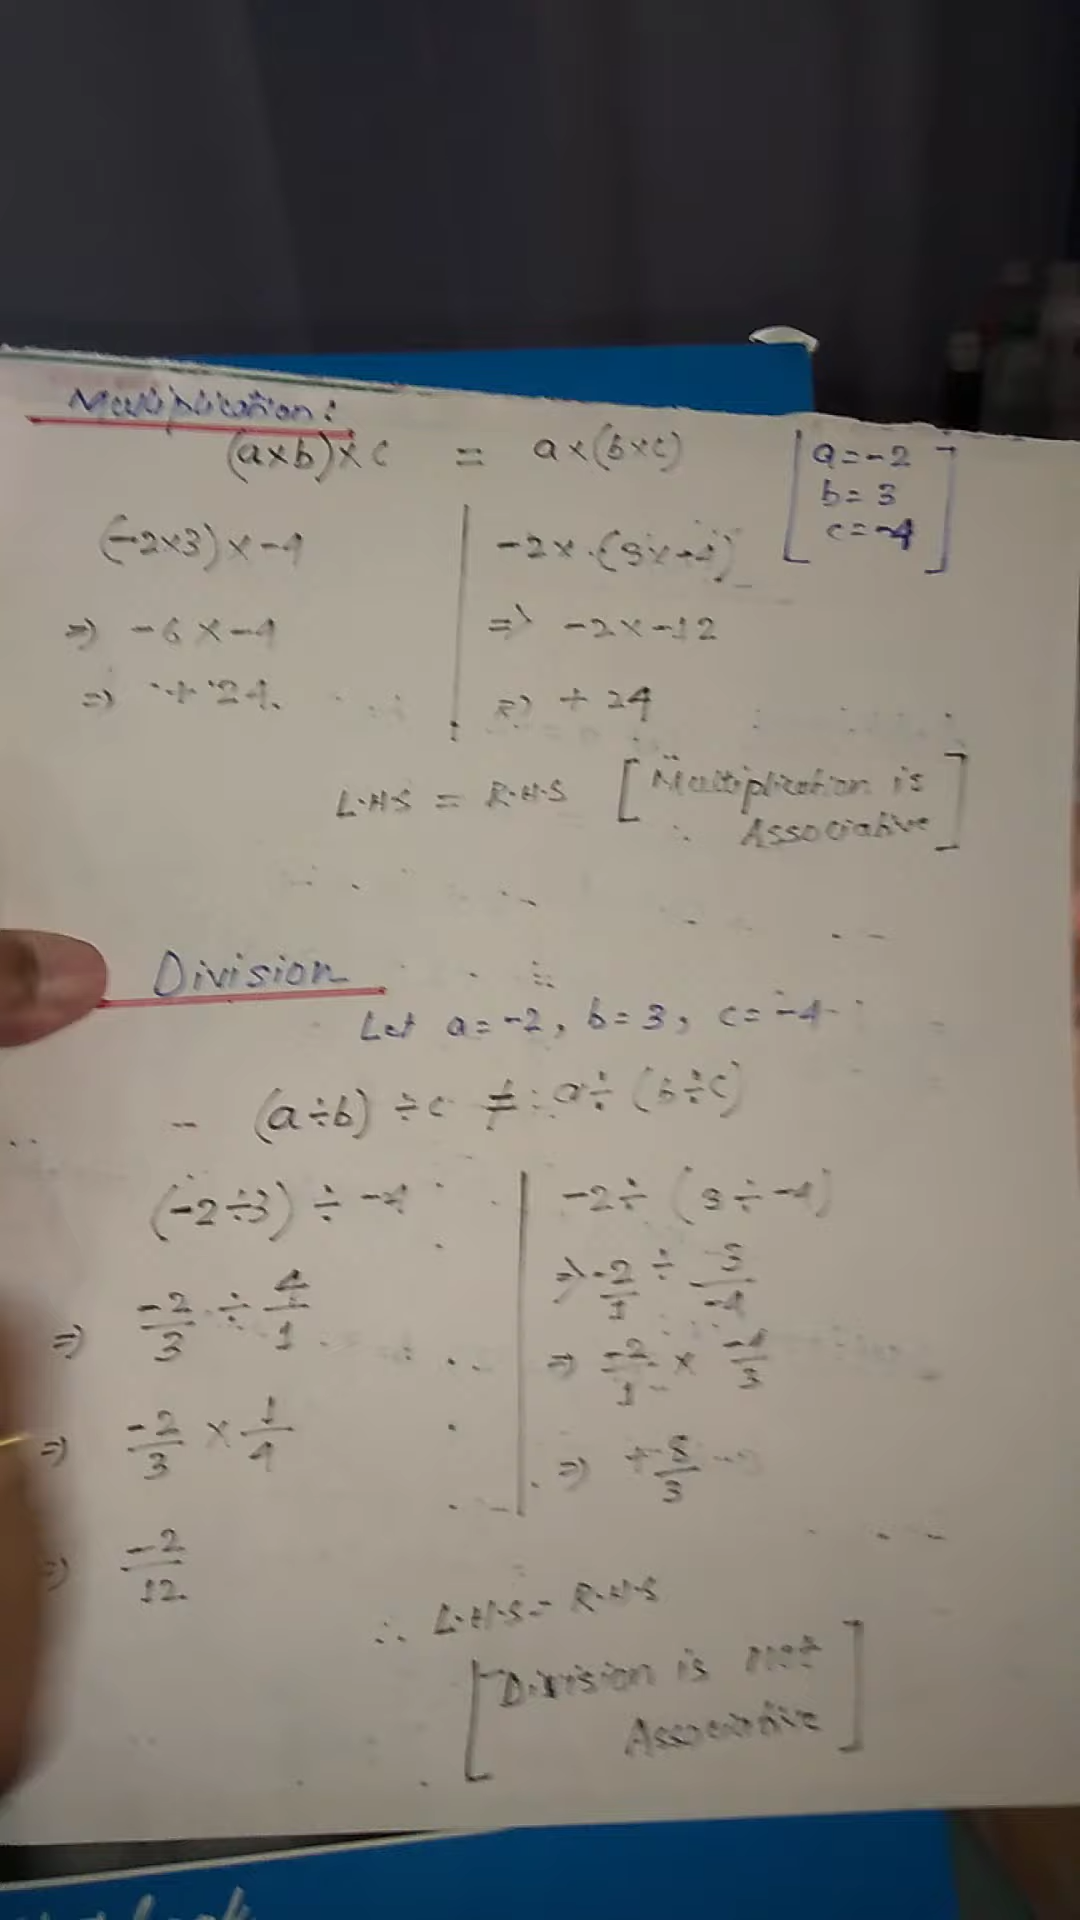 Multiplication:
(a×b)×c = a×(b×c)
[a=-2
b=3
c=-4]
(-2×3)×-4
-2×(3×-4)
⇒ -6×-4
⇒ -2×-12
⇒ +24
⇒ +24
L.H.S = R.H.S [Multiplication is
∴ Associative]
Division
Let a=-2, b=3, c=-4
(a÷b)÷c ≠ a÷(b÷c)
(-2÷3)÷-4
-2÷(3÷-4)
⇒ -2/3 ÷ 4/1
⇒ -2/1 ÷ 3/-4
⇒ -2/3 × 1/4
⇒ -2/1 × -4/3
⇒ -2/12
⇒ +8/3
∴ L.H.S = R.H.S
[Division is not
Associative]